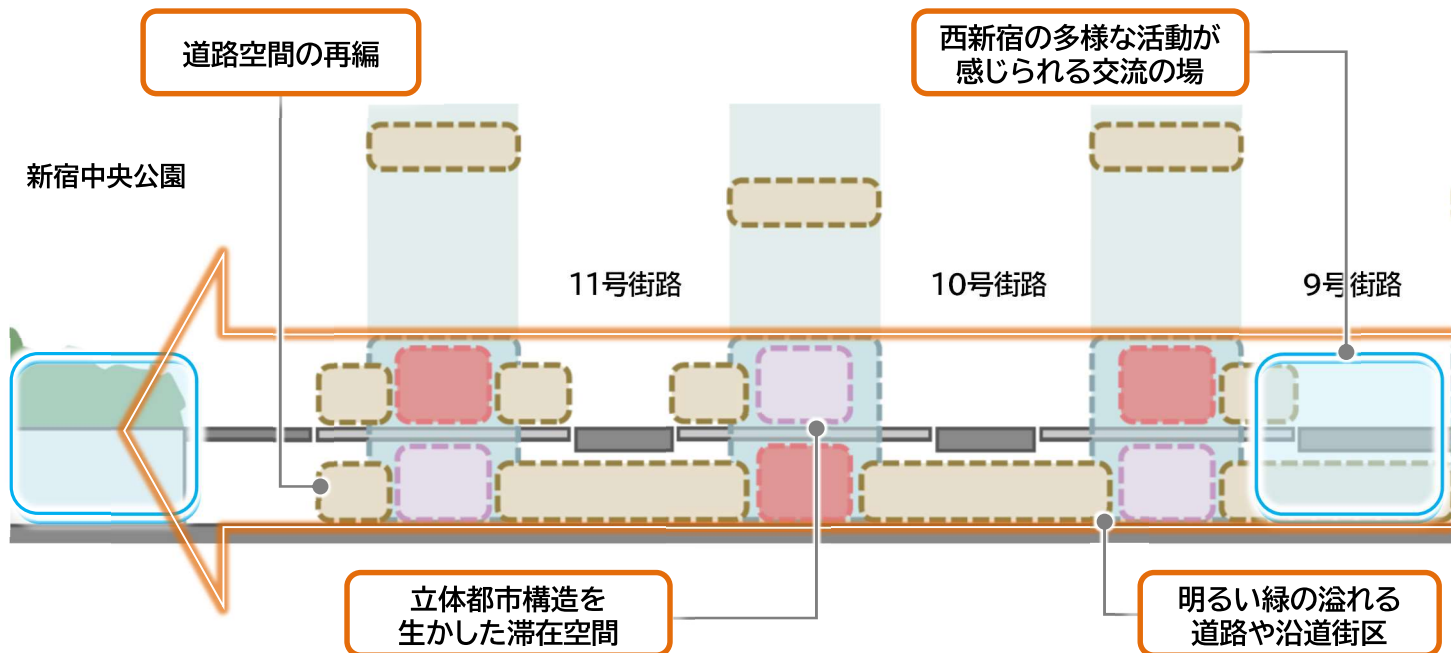 道路空間の再編
西新宿の多様な活動が
感じられる交流の場
新宿中央公園
11号街路
10号街路
9号街路
立体都市構造を
生かした滞在空間
明るい緑の溢れる
道路や沿道街区